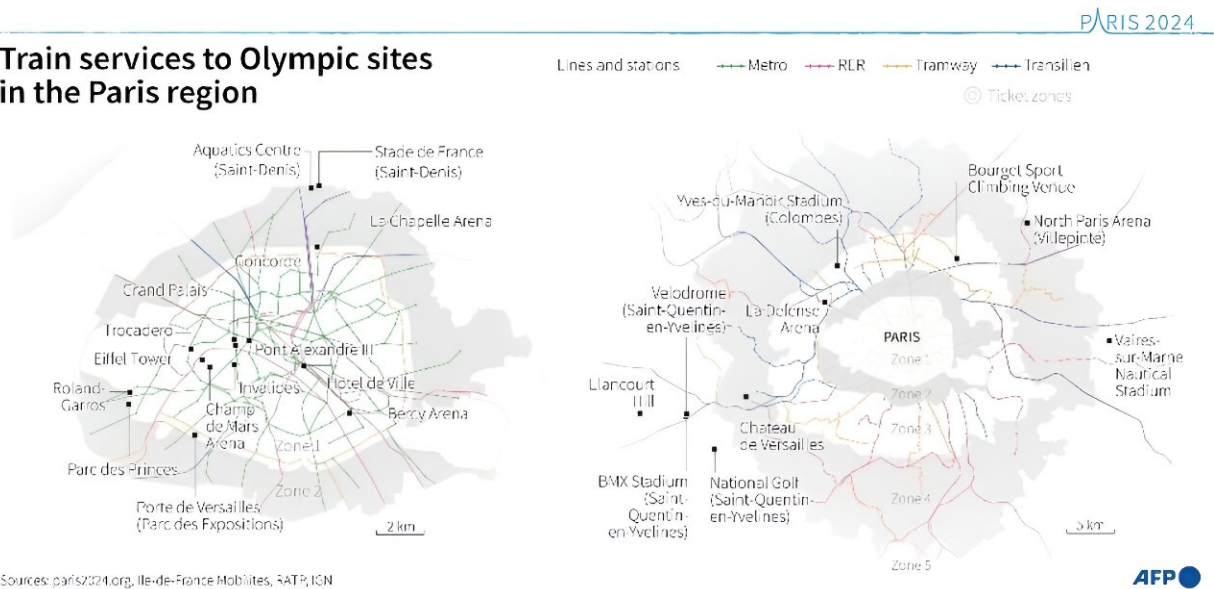 PARIS 2024
Train services to Olympic sites
in the Paris region
Lines and stations
Metro
RER
Tramway
Transilien
Ticket zones
Aquatics Centre
(Saint-Denis)
Stade de France
(Saint-Denis)
La Chapelle Arena
Concorde
Grand Palais
Trocadero
Eiffel Tower
Pont Alexandre III
Invalides
Hotel de Ville
Roland-
Garros
Champ
de Mars
Arena
Bercy Arena
Zone 1
Parc des Princes
Zone 2
Porte de Versailles
(Parc des Expositions)
2 km
Bourget Sport
Climbing Venue
Yves-du-Manoir Stadium
(Colombes)
North Paris Arena
(Villepinte)
Velodrome
(Saint-Quentin-
en-Yvelines)
La Defense
Arena
PARIS
Zone 1
Vaires-
sur-Marne
Nautical
Stadium
Elancourt
Hill
Zone 2
Chateau
de Versailles
Zone 3
BMX Stadium
(Saint-
Quentin-
en-Yvelines)
National Golf
(Saint-Quentin-
en-Yvelines)
Zone 4
5 km
Zone 5
Sources: paris2024.org, Ile-de-France Mobilites, RATP, IGN
AFP